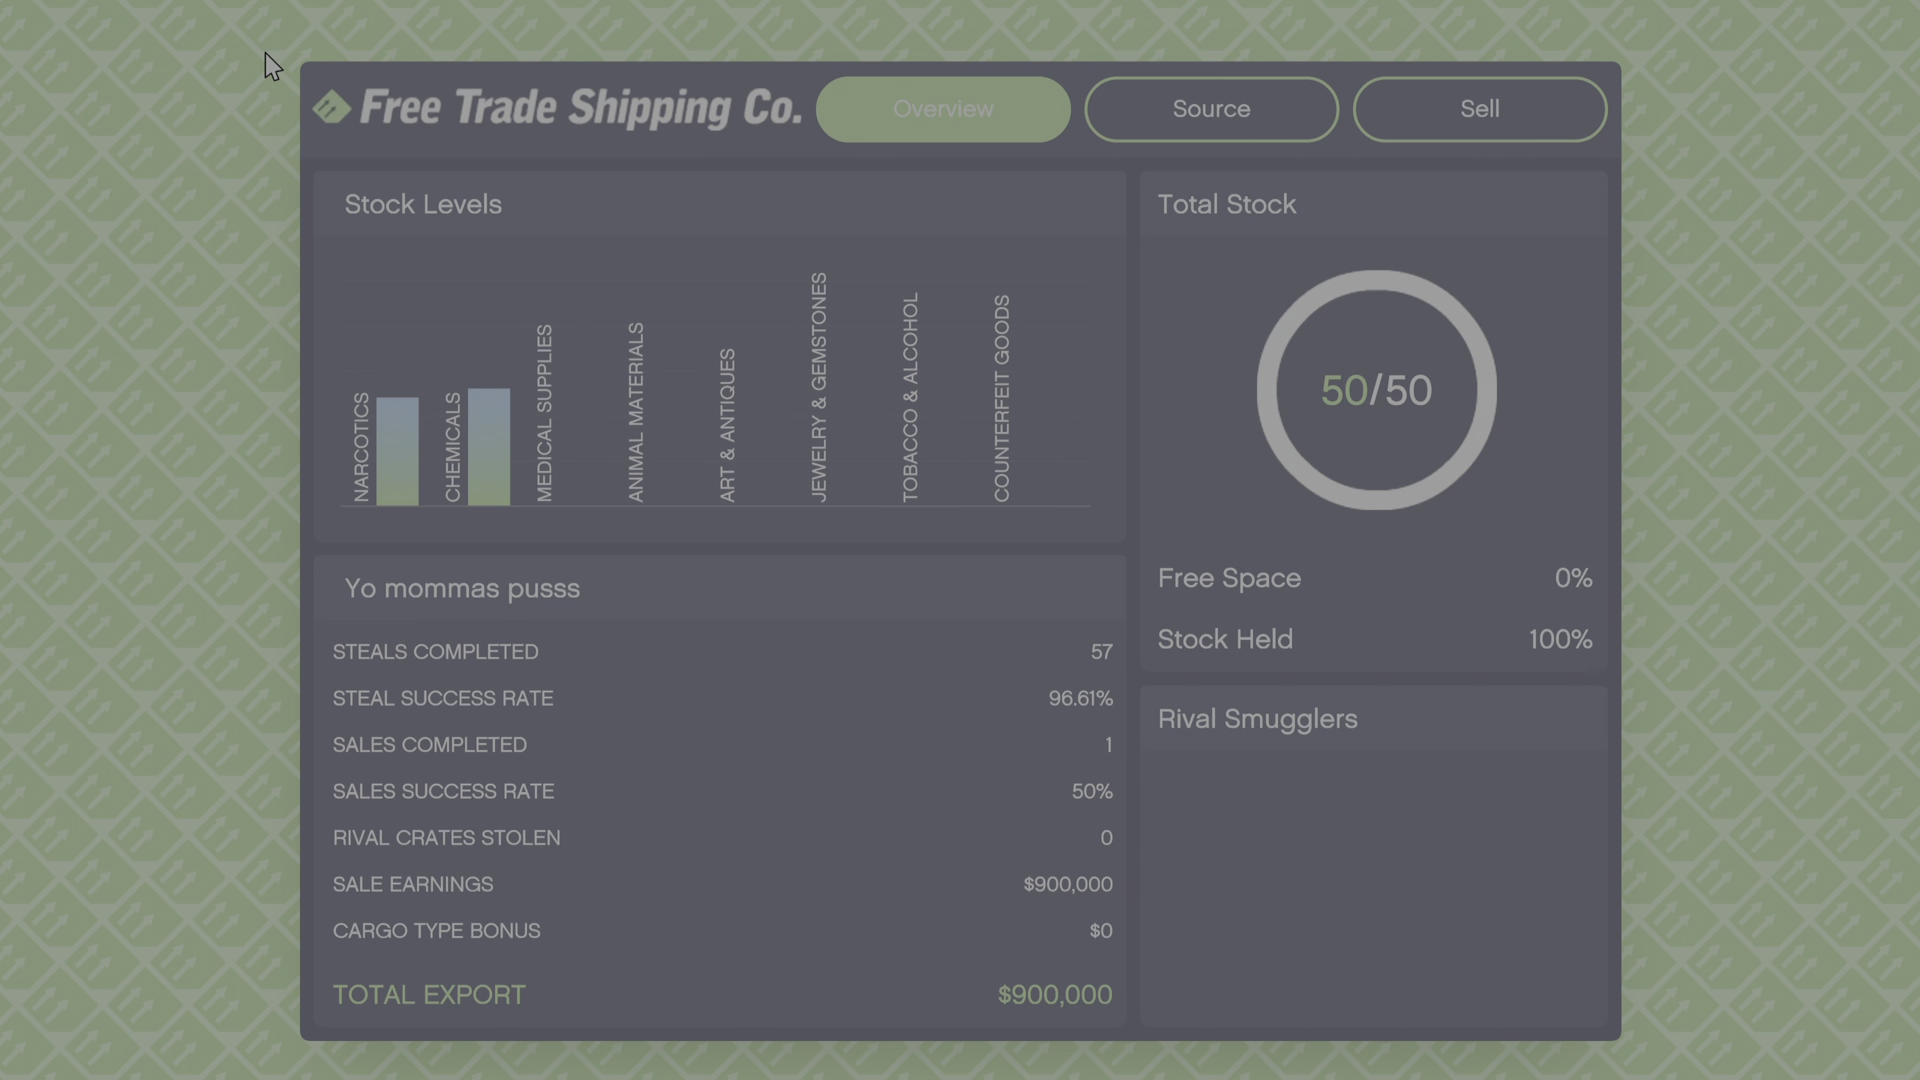 Free Trade Shipping Co.
Overview
Source
Sell
Stock Levels
NARCOTICS
CHEMICALS
MEDICAL SUPPLIES
ANIMAL MATERIALS
ART & ANTIQUES
JEWELRY & GEMSTONES
TOBACCO & ALCOHOL
COUNTERFEIT GOODS
Total Stock
50/50
Free Space 0%
Stock Held 100%
Yo mommas pusss
STEALS COMPLETED 57
STEAL SUCCESS RATE 96.61%
SALES COMPLETED 1
SALES SUCCESS RATE 50%
RIVAL CRATES STOLEN 0
SALE EARNINGS $900,000
CARGO TYPE BONUS $0
TOTAL EXPORT $900,000
Rival Smugglers